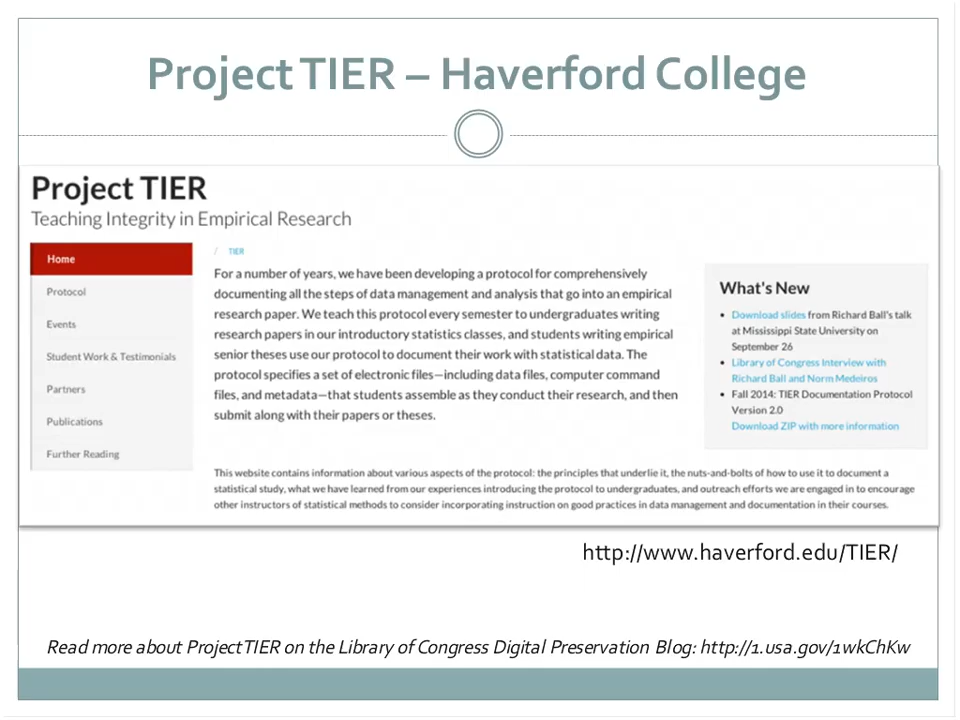 Project TIER – Haverford College
Project TIER
Teaching Integrity in Empirical Research
Home
Protocol
Events
Student Work & Testimonials
Partners
Publications
Further Reading
/ TIER
For a number of years, we have been developing a protocol for comprehensively
documenting all the steps of data management and analysis that go into an empirical
research paper. We teach this protocol every semester to undergraduates writing
research papers in our introductory statistics classes, and students writing empirical
senior theses use our protocol to document their work with statistical data. The
protocol specifies a set of electronic files—including data files, computer command
files, and metadata—that students assemble as they conduct their research, and then
submit along with their papers or theses.
This website contains information about various aspects of the protocol: the principles that underlie it, the nuts-and-bolts of how to use it to document a
statistical study, what we have learned from our experiences introducing the protocol to undergraduates, and outreach efforts we are engaged in to encourage
other instructors of statistical methods to consider incorporating instruction on good practices in data management and documentation in their courses.
What's New
• Download slides from Richard Ball's talk
at Mississippi State University on
September 26
• Library of Congress Interview with
Richard Ball and Norm Medeiros
• Fall 2014: TIER Documentation Protocol
Version 2.0
Download ZIP with more information
http://www.haverford.edu/TIER/
Read more about Project TIER on the Library of Congress Digital Preservation Blog: http://1.usa.gov/1wkChKw